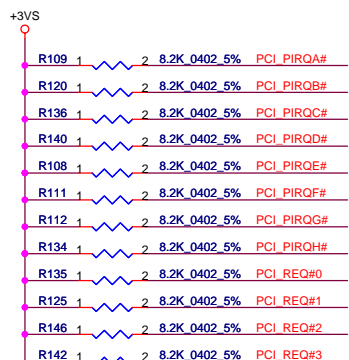 +3VS
R109 1 2 8.2K_0402_5% PCI_PIRQA#
R120 1 2 8.2K_0402_5% PCI_PIRQB#
R136 1 2 8.2K_0402_5% PCI_PIRQC#
R140 1 2 8.2K_0402_5% PCI_PIRQD#
R108 1 2 8.2K_0402_5% PCI_PIRQE#
R111 1 2 8.2K_0402_5% PCI_PIRQF#
R112 1 2 8.2K_0402_5% PCI_PIRQG#
R134 1 2 8.2K_0402_5% PCI_PIRQH#
R135 1 2 8.2K_0402_5% PCI_REQ#0
R125 1 2 8.2K_0402_5% PCI_REQ#1
R146 1 2 8.2K_0402_5% PCI_REQ#2
R142 1 2 8.2K_0402_5% PCI_REQ#3